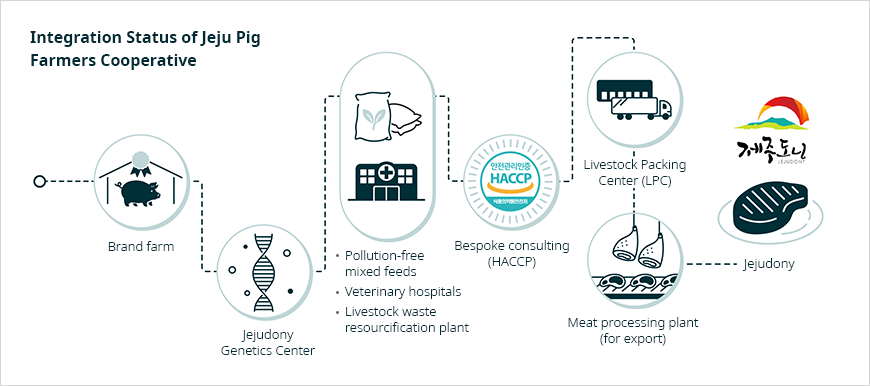 Integration Status of Jeju Pig
Farmers Cooperative
Brand farm
Jejudony
Genetics Center
• Pollution-free
mixed feeds
• Veterinary hospitals
• Livestock waste
resourcification plant
안전관리인증
HACCP
식품의약품안전처
Bespoke consulting
(HACCP)
Livestock Packing
Center (LPC)
Meat processing plant
(for export)
제주도니
JEJUDONY
Jejudony